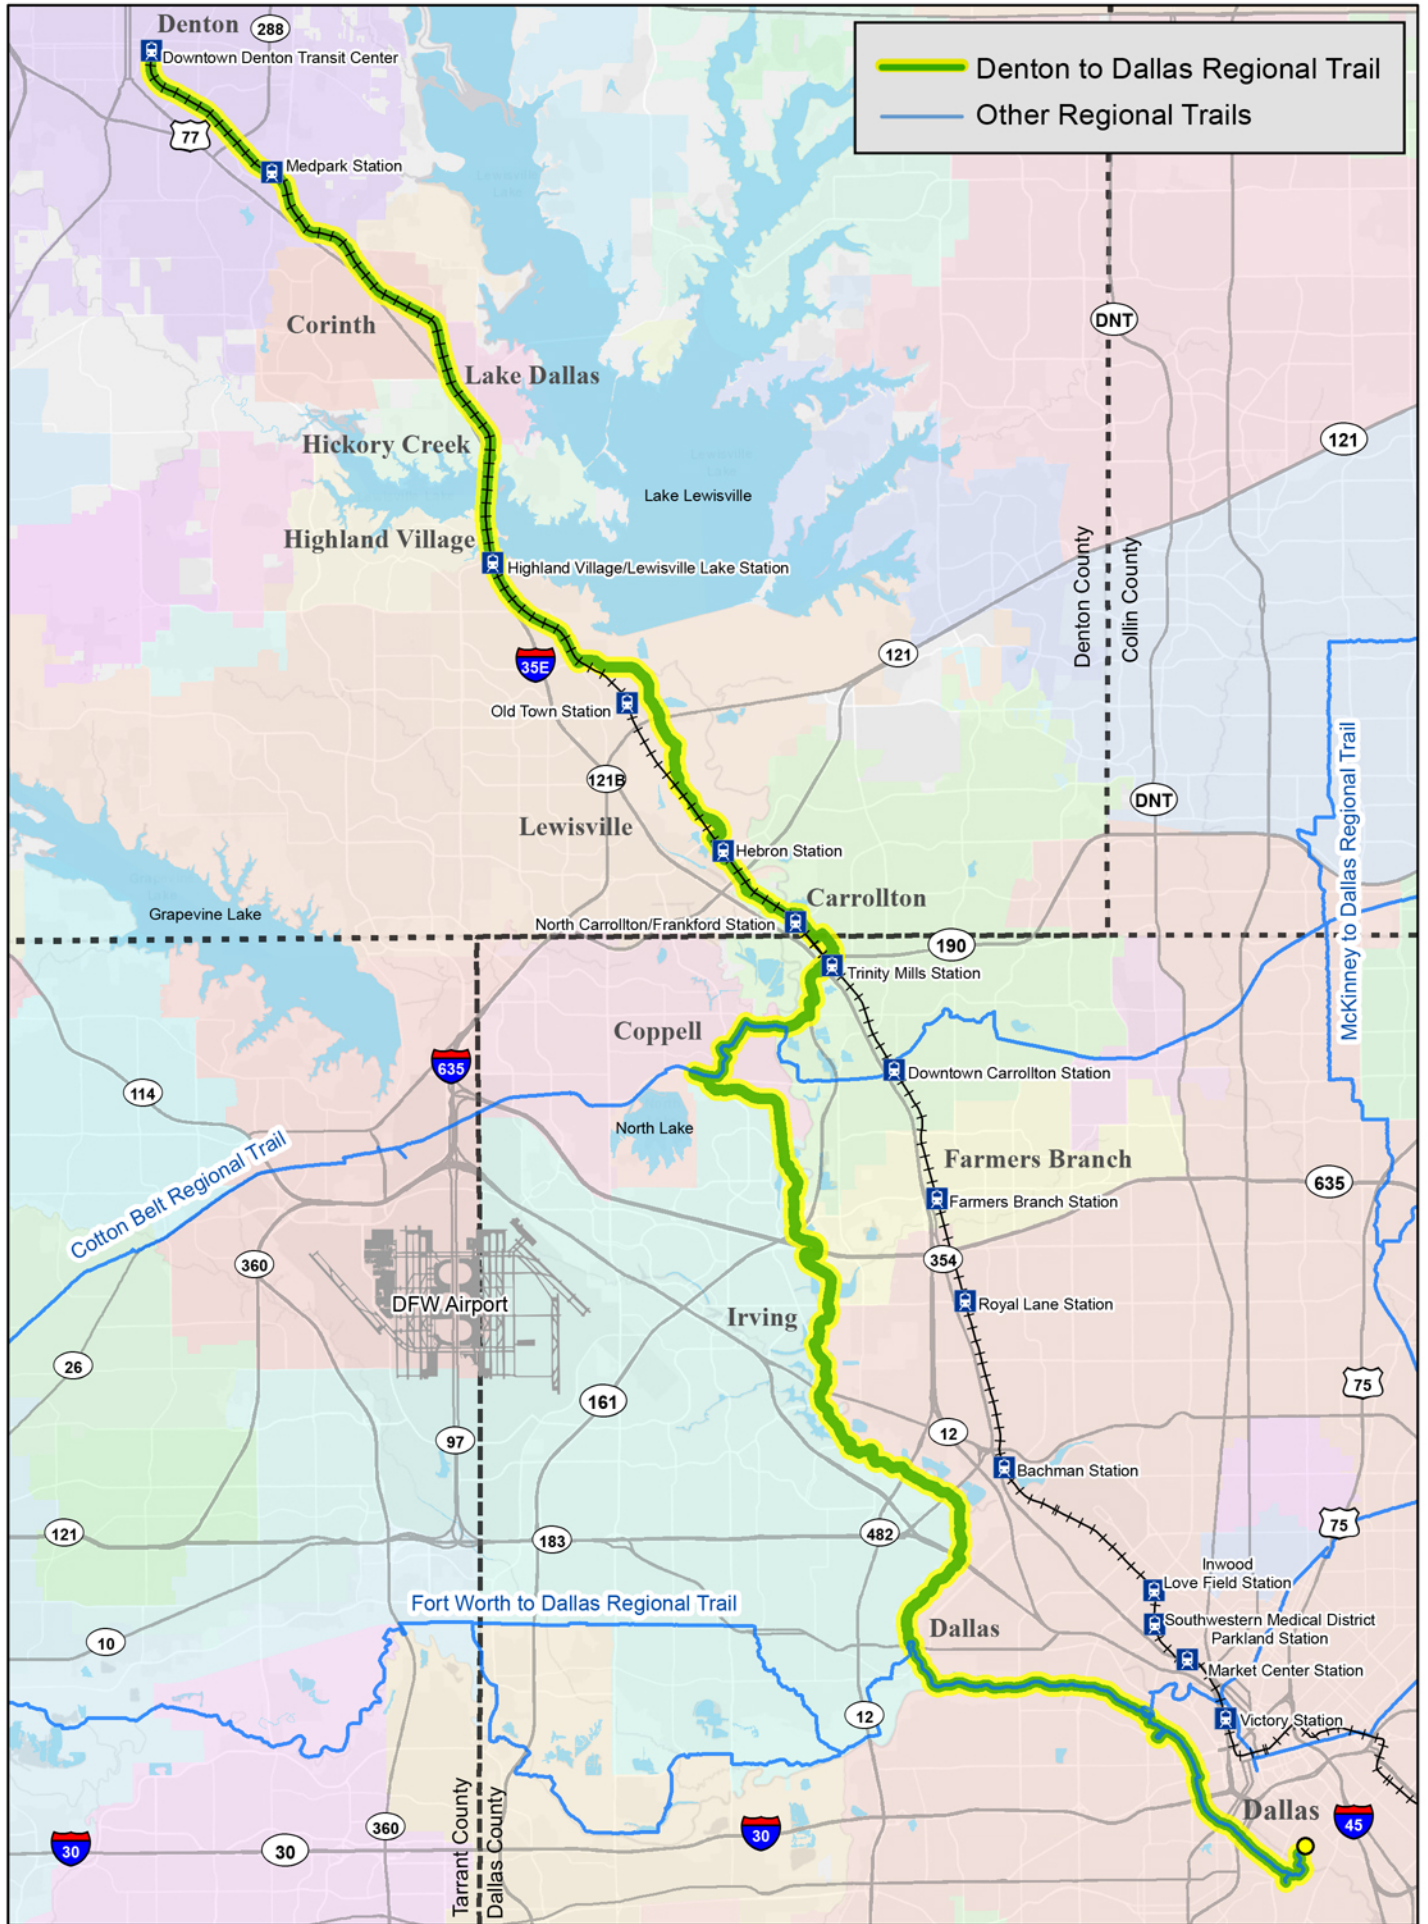 Denton
288
Downtown Denton Transit Center
Denton to Dallas Regional Trail
Other Regional Trails
77
Medpark Station
Corinth
DNT
Lake Dallas
Hickory Creek
121
Lake Lewisville
Highland Village
Highland Village/Lewisville Lake Station
Denton County
Collin County
35E
121
Old Town Station
121B
DNT
Lewisville
Hebron Station
McKinney to Dallas Regional Trail
Grapevine Lake
Carrollton
North Carrollton/Frankford Station
190
Trinity Mills Station
Coppell
635
Downtown Carrollton Station
114
North Lake
Cotton Belt Regional Trail
Farmers Branch
635
Farmers Branch Station
360
354
DFW Airport
Royal Lane Station
Irving
26
161
75
97
12
Bachman Station
121
183
482
75
Inwood
Love Field Station
Fort Worth to Dallas Regional Trail
Southwestern Medical District
Parkland Station
Dallas
10
Market Center Station
12
Victory Station
Tarrant County
Dallas County
Dallas
360
30
30
30
45